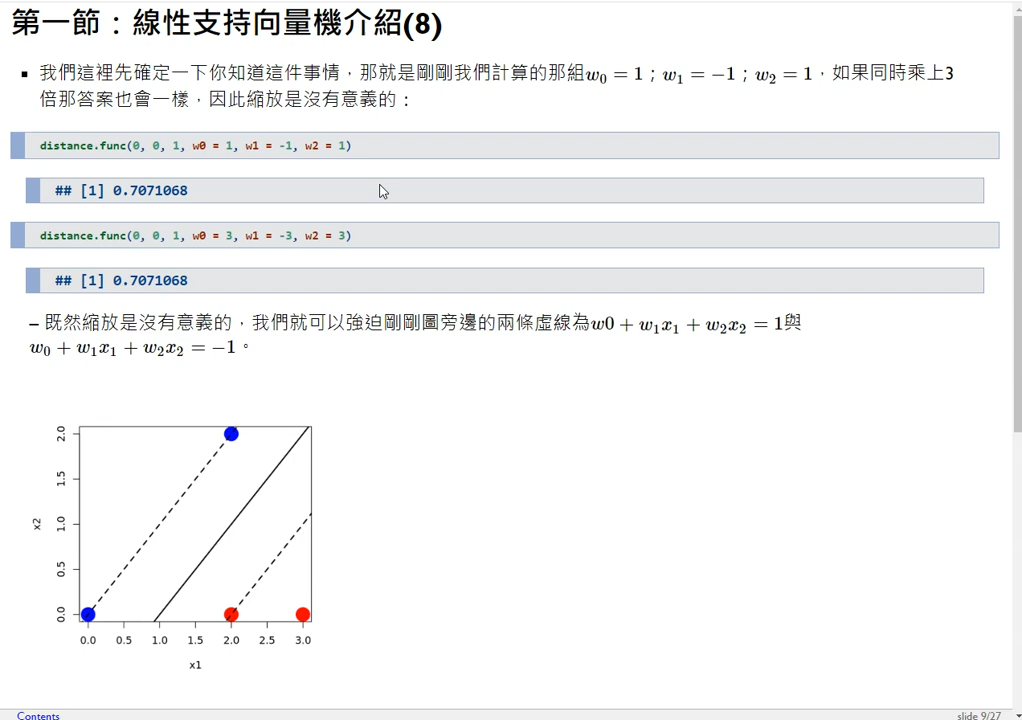 第一節：線性支持向量機介紹(8)
我們這裡先確定一下你知道這件事情，那就是剛剛我們計算的那組w₀ = 1；w₁ = −1；w₂ = 1，如果同時乘上3
倍那答案也會一樣，因此縮放是沒有意義的：
distance.func(0, 0, 1, w0 = 1, w1 = -1, w2 = 1)
## [1] 0.7071068
distance.func(0, 0, 1, w0 = 3, w1 = -3, w2 = 3)
## [1] 0.7071068
– 既然縮放是沒有意義的，我們就可以強迫剛剛圖旁邊的兩條虛線為w0 + w₁x₁ + w₂x₂ = 1與
w₀ + w₁x₁ + w₂x₂ = −1。
2.0
1.5
1.0
0.5
0.0
x2
0.0 0.5 1.0 1.5 2.0 2.5 3.0
x1
Contents
slide 9/27